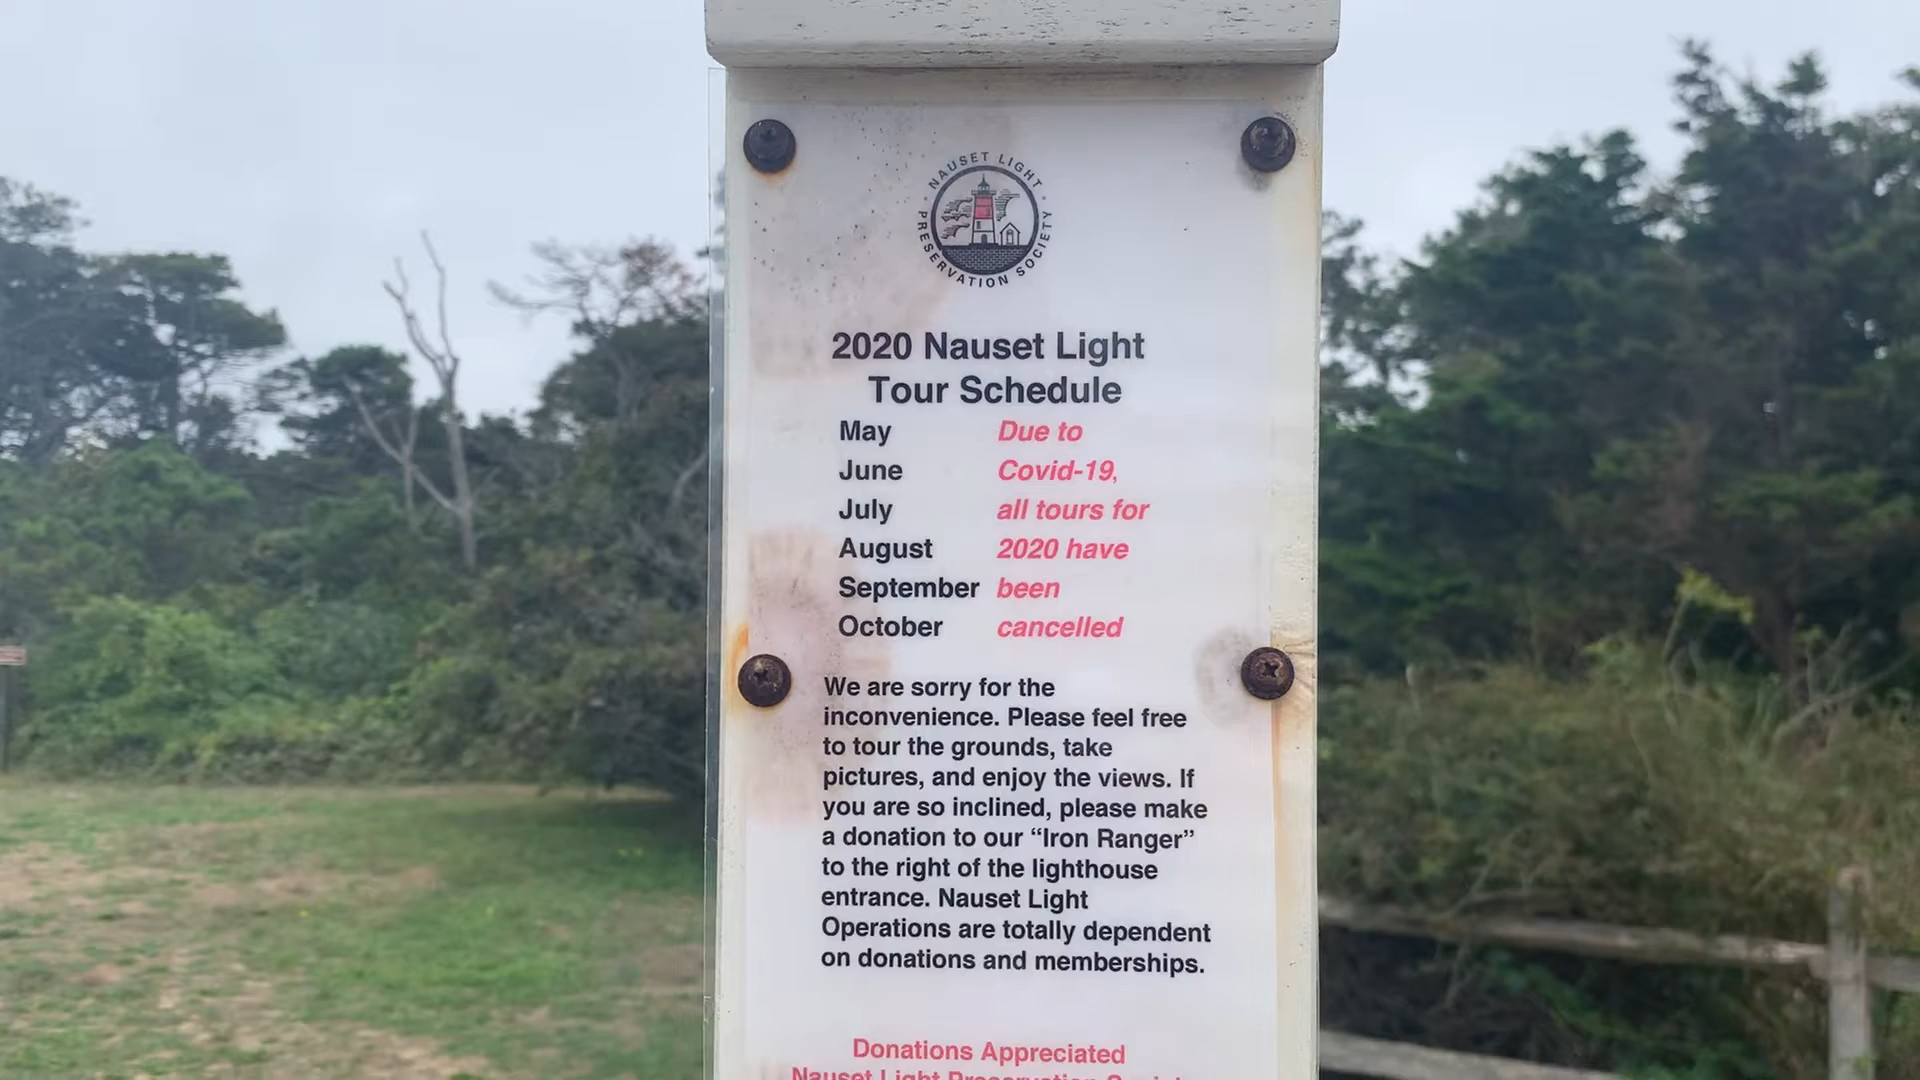 NAUSET LIGHT
PRESERVATION SOCIETY
2020 Nauset Light
Tour Schedule
May Due to
June Covid-19,
July all tours for
August 2020 have
September been
October cancelled
We are sorry for the
inconvenience. Please feel free
to tour the grounds, take
pictures, and enjoy the views. If
you are so inclined, please make
a donation to our “Iron Ranger”
to the right of the lighthouse
entrance. Nauset Light
Operations are totally dependent
on donations and memberships.
Donations Appreciated
Nauset Light Preservation Society